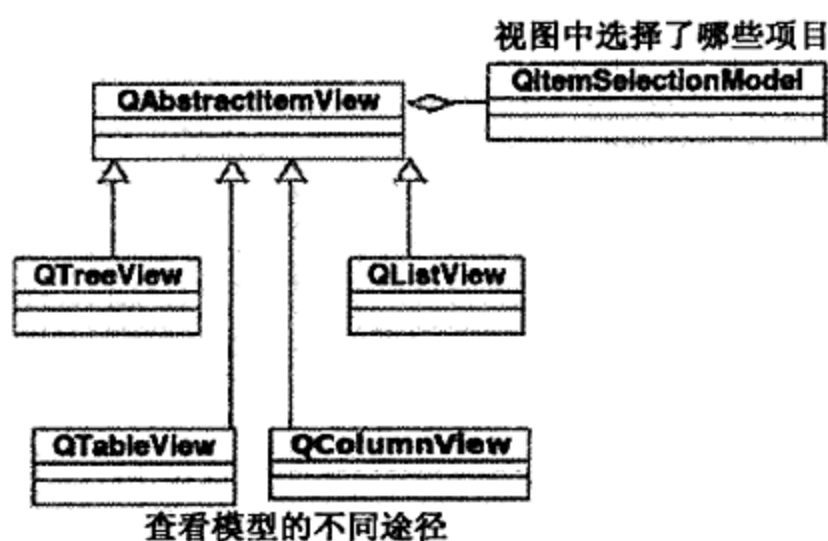 视图中选择了哪些项目
QAbstractItemView
QItemSelectionModel
QTreeView
QListView
QTableView
QColumnView
查看模型的不同途径